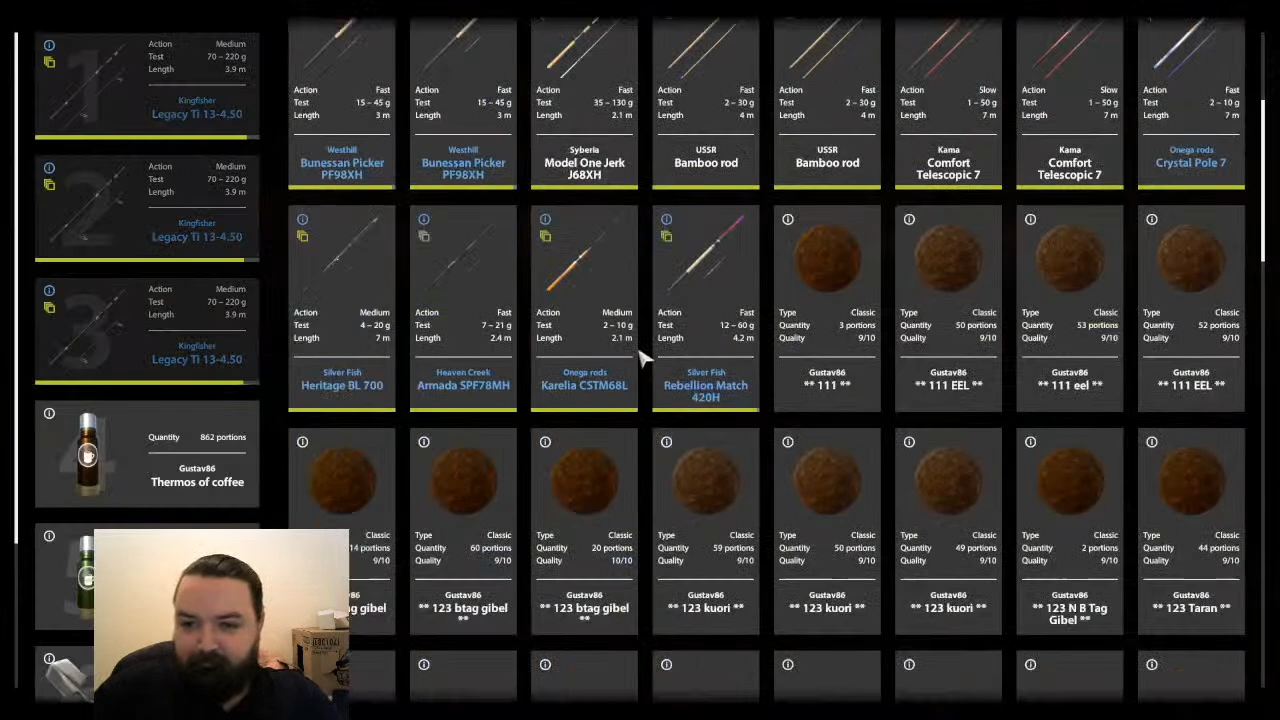 1
Action Medium
Test 70 – 220 g
Length 3.9 m
Kingfisher
Legacy Ti 13-4.50
2
Action Medium
Test 70 – 220 g
Length 3.9 m
Kingfisher
Legacy Ti 13-4.50
3
Action Medium
Test 70 – 220 g
Length 3.9 m
Kingfisher
Legacy Ti 13-4.50
4
Quantity 862 portions
Gustav86
Thermos of coffee
Action Fast
Test 15 – 45 g
Length 3 m
Westhill
Bunessan Picker
PF98XH
Action Fast
Test 15 – 45 g
Length 3 m
Westhill
Bunessan Picker
PF98XH
Action Fast
Test 35 – 130 g
Length 2.1 m
Syberia
Model One Jerk
J68XH
Action Fast
Test 2 – 30 g
Length 4 m
USSR
Bamboo rod
Action Fast
Test 2 – 30 g
Length 4 m
USSR
Bamboo rod
Action Slow
Test 1 – 50 g
Length 7 m
Kama
Comfort
Telescopic 7
Action Slow
Test 1 – 50 g
Length 7 m
Kama
Comfort
Telescopic 7
Action Fast
Test 2 – 10 g
Length 7 m
Onega rods
Crystal Pole 7
Action Medium
Test 4 – 20 g
Length 7 m
Silver Fish
Heritage BL 700
Action Fast
Test 7 – 21 g
Length 2.4 m
Heaven Creek
Armada SPF78MH
Action Medium
Test 2 – 10 g
Length 2.1 m
Onega rods
Karelia CSTM68L
Action Fast
Test 12 – 60 g
Length 4.2 m
Silver Fish
Rebellion Match
420H
Type Classic
Quantity 3 portions
Quality 9/10
Gustav86
** 111 **
Type Classic
Quantity 50 portions
Quality 9/10
Gustav86
** 111 EEL **
Type Classic
Quantity 53 portions
Quality 9/10
Gustav86
** 111 eel **
Type Classic
Quantity 52 portions
Quality 9/10
Gustav86
** 111 EEL **
Classic
14 portions
9/10
gibel
Type Classic
Quantity 60 portions
Quality 9/10
Gustav86
** 123 btag gibel
**
Type Classic
Quantity 20 portions
Quality 10/10
Gustav86
** 123 btag gibel
**
Type Classic
Quantity 59 portions
Quality 9/10
Gustav86
** 123 kuori **
Type Classic
Quantity 50 portions
Quality 9/10
Gustav86
** 123 kuori **
Type Classic
Quantity 49 portions
Quality 9/10
Gustav86
** 123 kuori **
Type Classic
Quantity 2 portions
Quality 9/10
Gustav86
** 123 N B Tag
Gibel **
Type Classic
Quantity 44 portions
Quality 9/10
Gustav86
** 123 Taran **